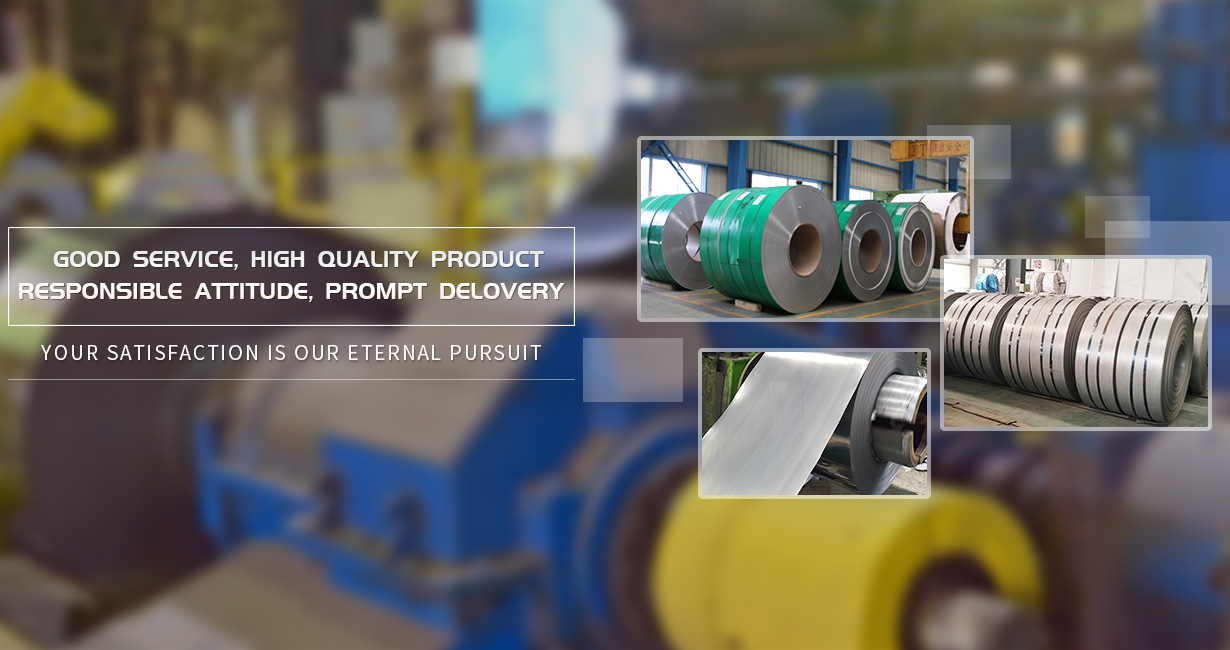 GOOD SERVICE, HIGH QUALITY PRODUCT
RESPONSIBLE ATTITUDE, PROMPT DELOVERY
YOUR SATISFACTION IS OUR ETERNAL PURSUIT